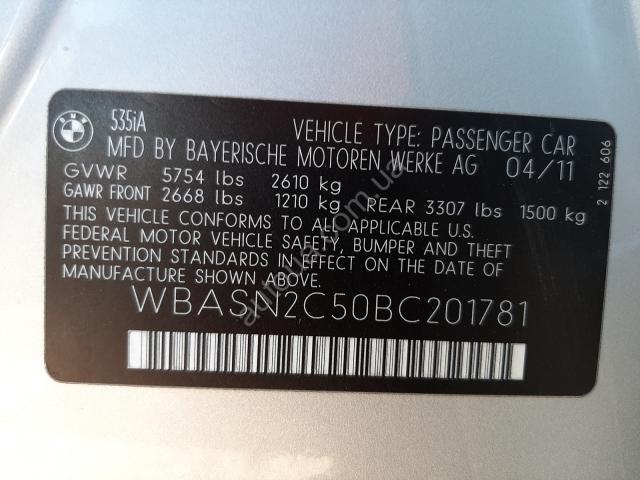 BMW
535iA
VEHICLE TYPE: PASSENGER CAR
MFD BY BAYERISCHE MOTOREN WERKE AG 04/11
GVWR 5754 lbs 2610 kg
GAWR FRONT 2668 lbs 1210 kg REAR 3307 lbs 1500 kg
THIS VEHICLE CONFORMS TO ALL APPLICABLE U.S.
FEDERAL MOTOR VEHICLE SAFETY, BUMPER AND THEFT
PREVENTION STANDARDS IN EFFECT ON THE DATE OF
MANUFACTURE SHOWN ABOVE.
WBASN2C50BC201781
2 122 606